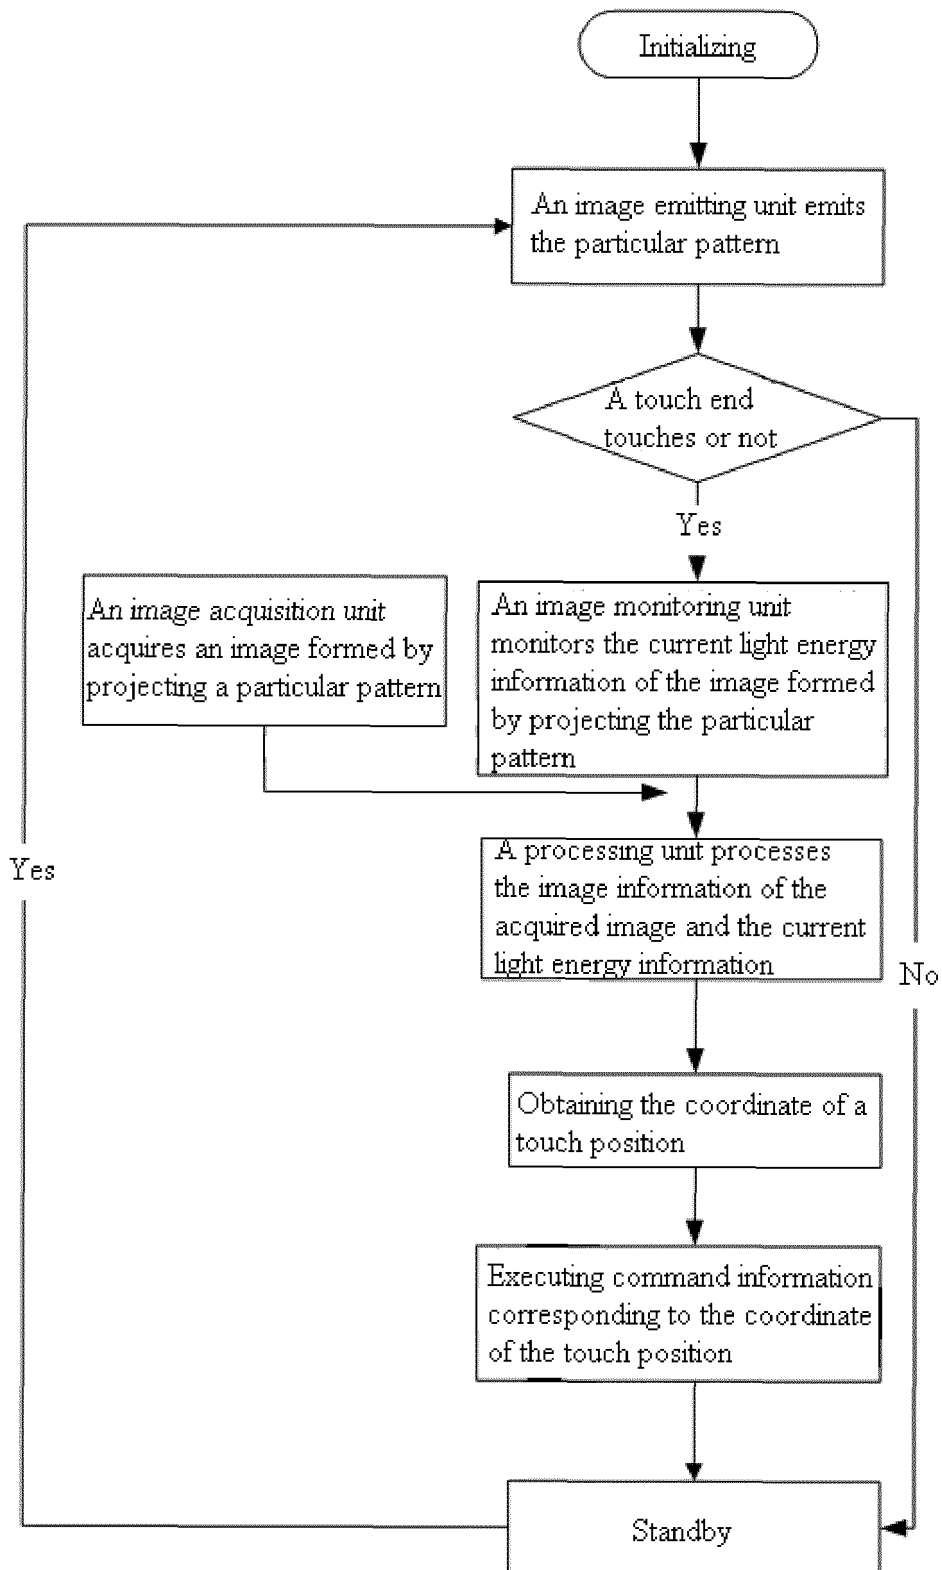 Initializing
An image emitting unit emits
the particular pattern
A touch end
touches or not
Yes
An image acquisition unit
acquires an image formed by
projecting a particular pattern
An image monitoring unit
monitors the current light energy
information of the image formed
by projecting the particular
pattern
A processing unit processes
the image information of the
acquired image and the current
light energy information
Yes
No
Obtaining the coordinate of a
touch position
Executing command information
corresponding to the coordinate
of the touch position
Standby